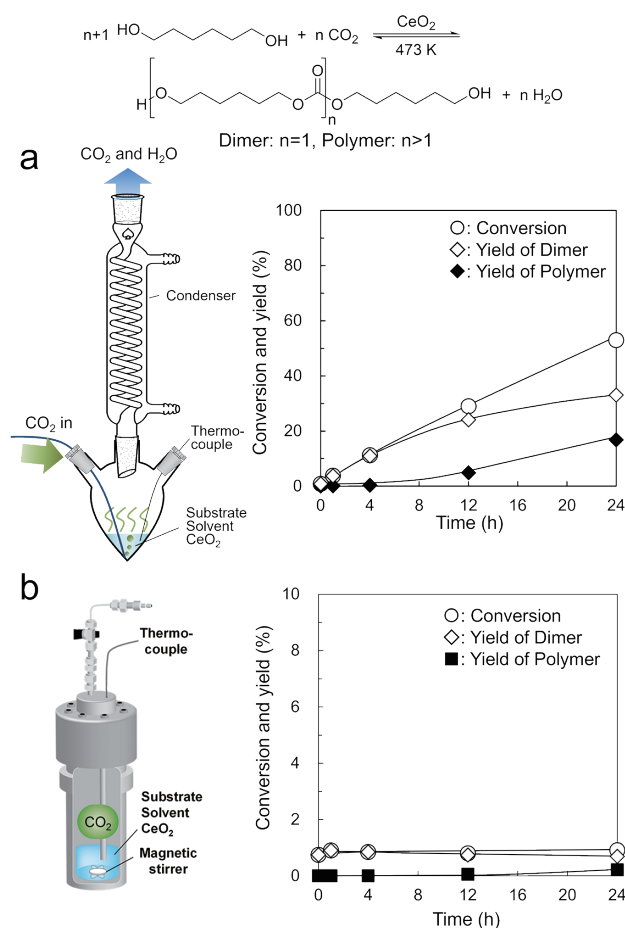 n+1 HO OH + n CO2 CeO2
473 K
H O O O O OH + n H2O
n
Dimer: n=1, Polymer: n>1
a
CO2 and H2O
Condenser
CO2 in
Thermo-
couple
Substrate
Solvent
CeO2
Conversion and yield (%)
100
80
60
40
20
0
0 4 8 12 16 20 24
Time (h)
: Conversion
: Yield of Dimer
: Yield of Polymer
b
Thermo-
couple
CO2
Substrate
Solvent
CeO2
Magnetic
stirrer
Conversion and yield (%)
10
8
6
4
2
0
0 4 8 12 16 20 24
Time (h)
: Conversion
: Yield of Dimer
: Yield of Polymer